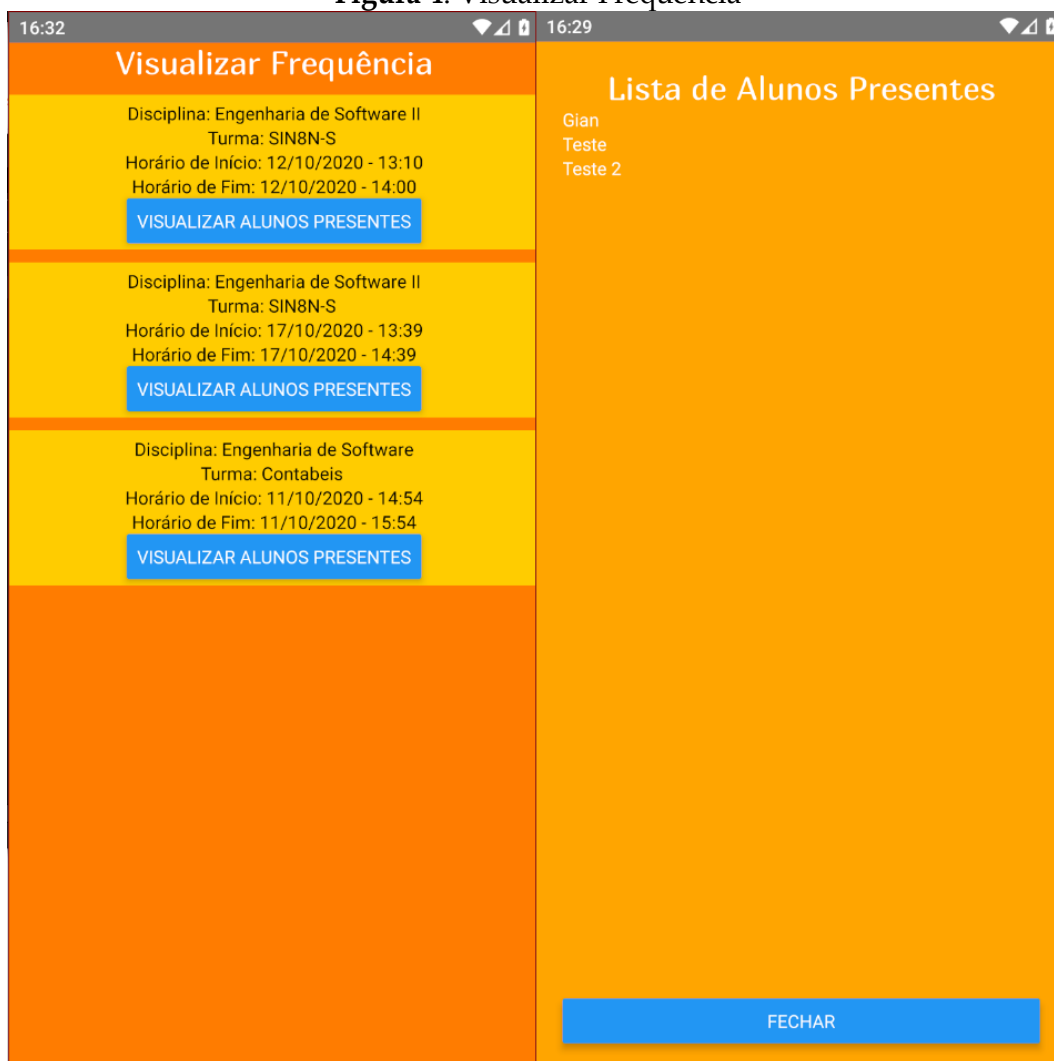 Visualizar Frequência
16:32
Visualizar Frequência
Disciplina: Engenharia de Software II
Turma: SIN8N-S
Horário de Início: 12/10/2020 - 13:10
Horário de Fim: 12/10/2020 - 14:00
VISUALIZAR ALUNOS PRESENTES
Disciplina: Engenharia de Software II
Turma: SIN8N-S
Horário de Início: 17/10/2020 - 13:39
Horário de Fim: 17/10/2020 - 14:39
VISUALIZAR ALUNOS PRESENTES
Disciplina: Engenharia de Software
Turma: Contabeis
Horário de Início: 11/10/2020 - 14:54
Horário de Fim: 11/10/2020 - 15:54
VISUALIZAR ALUNOS PRESENTES
16:29
Lista de Alunos Presentes
Gian
Teste
Teste 2
FECHAR